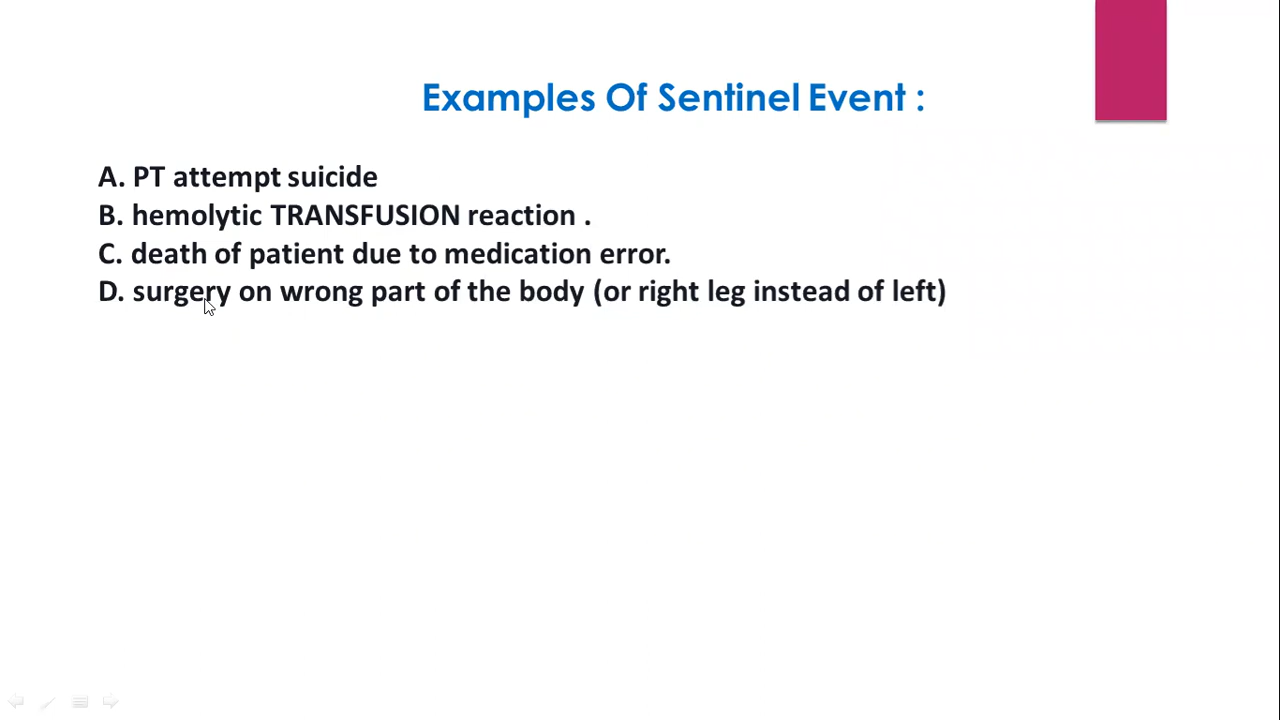 Examples Of Sentinel Event :
A. PT attempt suicide
B. hemolytic TRANSFUSION reaction .
C. death of patient due to medication error.
D. surgery on wrong part of the body (or right leg instead of left)